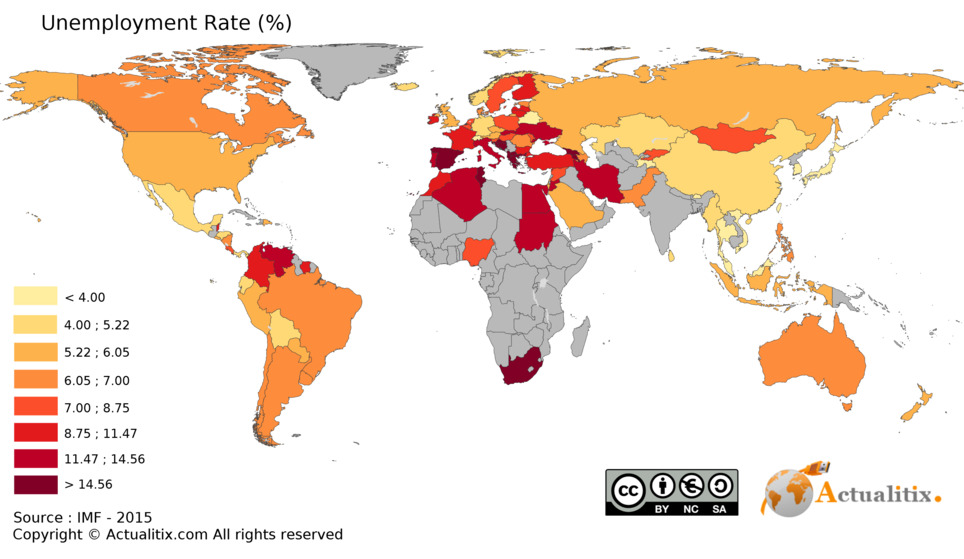 Unemployment Rate (%)
< 4.00
4.00 ; 5.22
5.22 ; 6.05
6.05 ; 7.00
7.00 ; 8.75
8.75 ; 11.47
11.47 ; 14.56
> 14.56
Source : IMF - 2015
Copyright © Actualitix.com All rights reserved
cc
BY NC SA
Actualitix.